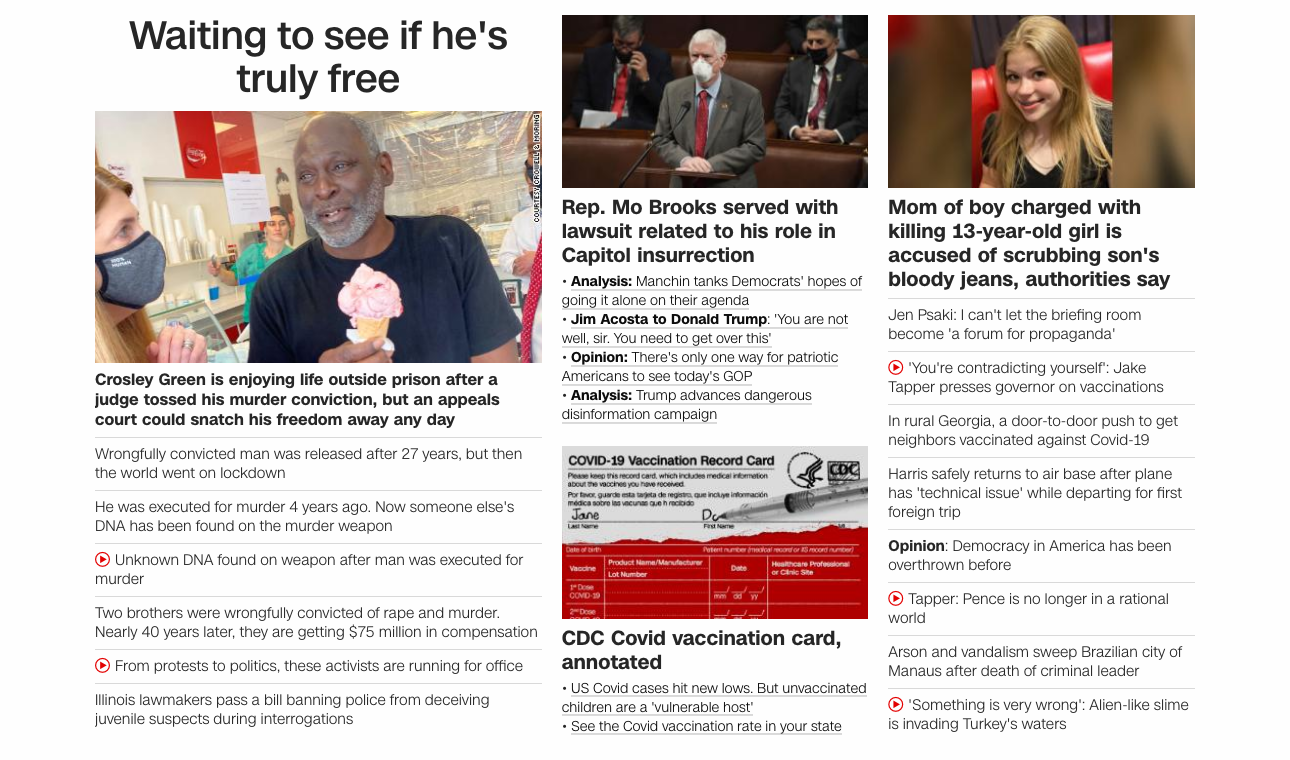 Waiting to see if he's
truly free
COURTESY CROWELL & MORING
Crosley Green is enjoying life outside prison after a
judge tossed his murder conviction, but an appeals
court could snatch his freedom away any day
Wrongfully convicted man was released after 27 years, but then
the world went on lockdown
He was executed for murder 4 years ago. Now someone else's
DNA has been found on the murder weapon
Unknown DNA found on weapon after man was executed for
murder
Two brothers were wrongfully convicted of rape and murder.
Nearly 40 years later, they are getting $75 million in compensation
From protests to politics, these activists are running for office
Illinois lawmakers pass a bill banning police from deceiving
juvenile suspects during interrogations
Rep. Mo Brooks served with
lawsuit related to his role in
Capitol insurrection
• Analysis: Manchin tanks Democrats' hopes of
going it alone on their agenda
• Jim Acosta to Donald Trump: 'You are not
well, sir. You need to get over this'
• Opinion: There's only one way for patriotic
Americans to see today's GOP
• Analysis: Trump advances dangerous
disinformation campaign
COVID-19 Vaccination Record Card
CDC
Please keep this record card, which includes medical information
about the vaccines you have received.
Por favor, guarde esta tarjeta de registro, que incluye información
médica sobre las vacunas que h recibido.
Jane
Do
Last Name
First Name
MI
Date of birth
Patient number (medical record or IIS record number)
Vaccine
Product Name/Manufacturer
Lot Number
Date
Healthcare Professional
or Clinic Site
1st Dose
COVID-19
mm dd yy
2nd Dose
COVID-19
mm dd yy
CDC Covid vaccination card,
annotated
• US Covid cases hit new lows. But unvaccinated
children are a 'vulnerable host'
• See the Covid vaccination rate in your state
Mom of boy charged with
killing 13-year-old girl is
accused of scrubbing son's
bloody jeans, authorities say
Jen Psaki: I can't let the briefing room
become 'a forum for propaganda'
'You're contradicting yourself': Jake
Tapper presses governor on vaccinations
In rural Georgia, a door-to-door push to get
neighbors vaccinated against Covid-19
Harris safely returns to air base after plane
has 'technical issue' while departing for first
foreign trip
Opinion: Democracy in America has been
overthrown before
Tapper: Pence is no longer in a rational
world
Arson and vandalism sweep Brazilian city of
Manaus after death of criminal leader
'Something is very wrong': Alien-like slime
is invading Turkey's waters